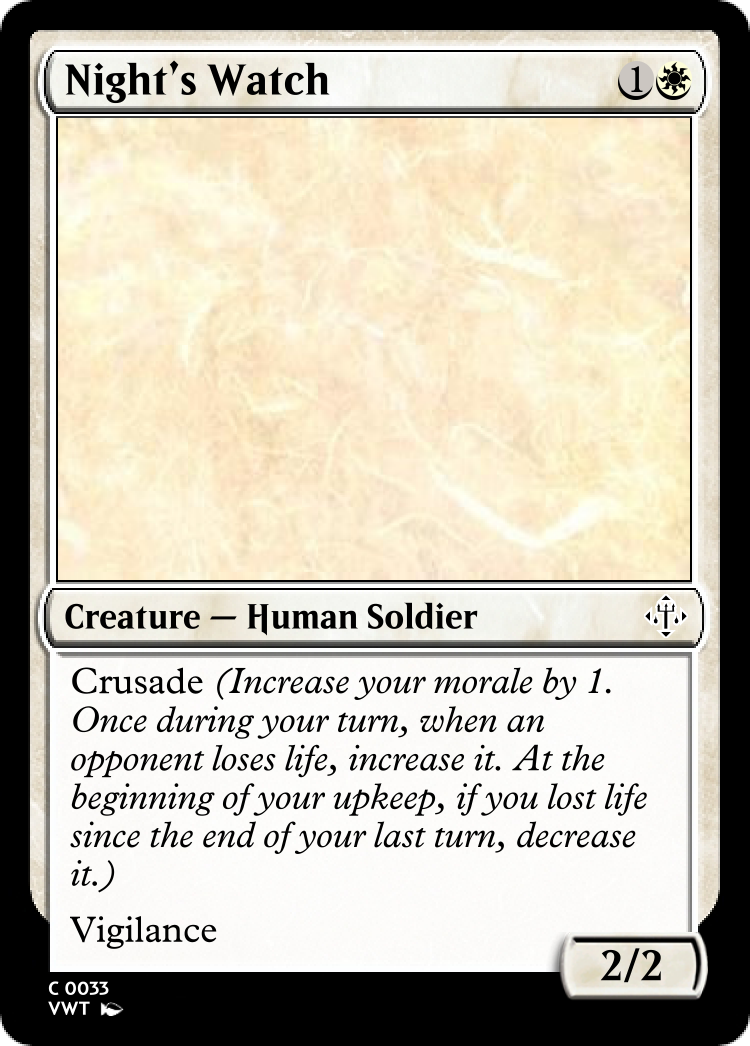 Night's Watch 1
Creature — Human Soldier
Crusade (Increase your morale by 1.
Once during your turn, when an
opponent loses life, increase it. At the
beginning of your upkeep, if you lost life
since the end of your last turn, decrease
it.)
Vigilance
2/2
C 0033
VWT